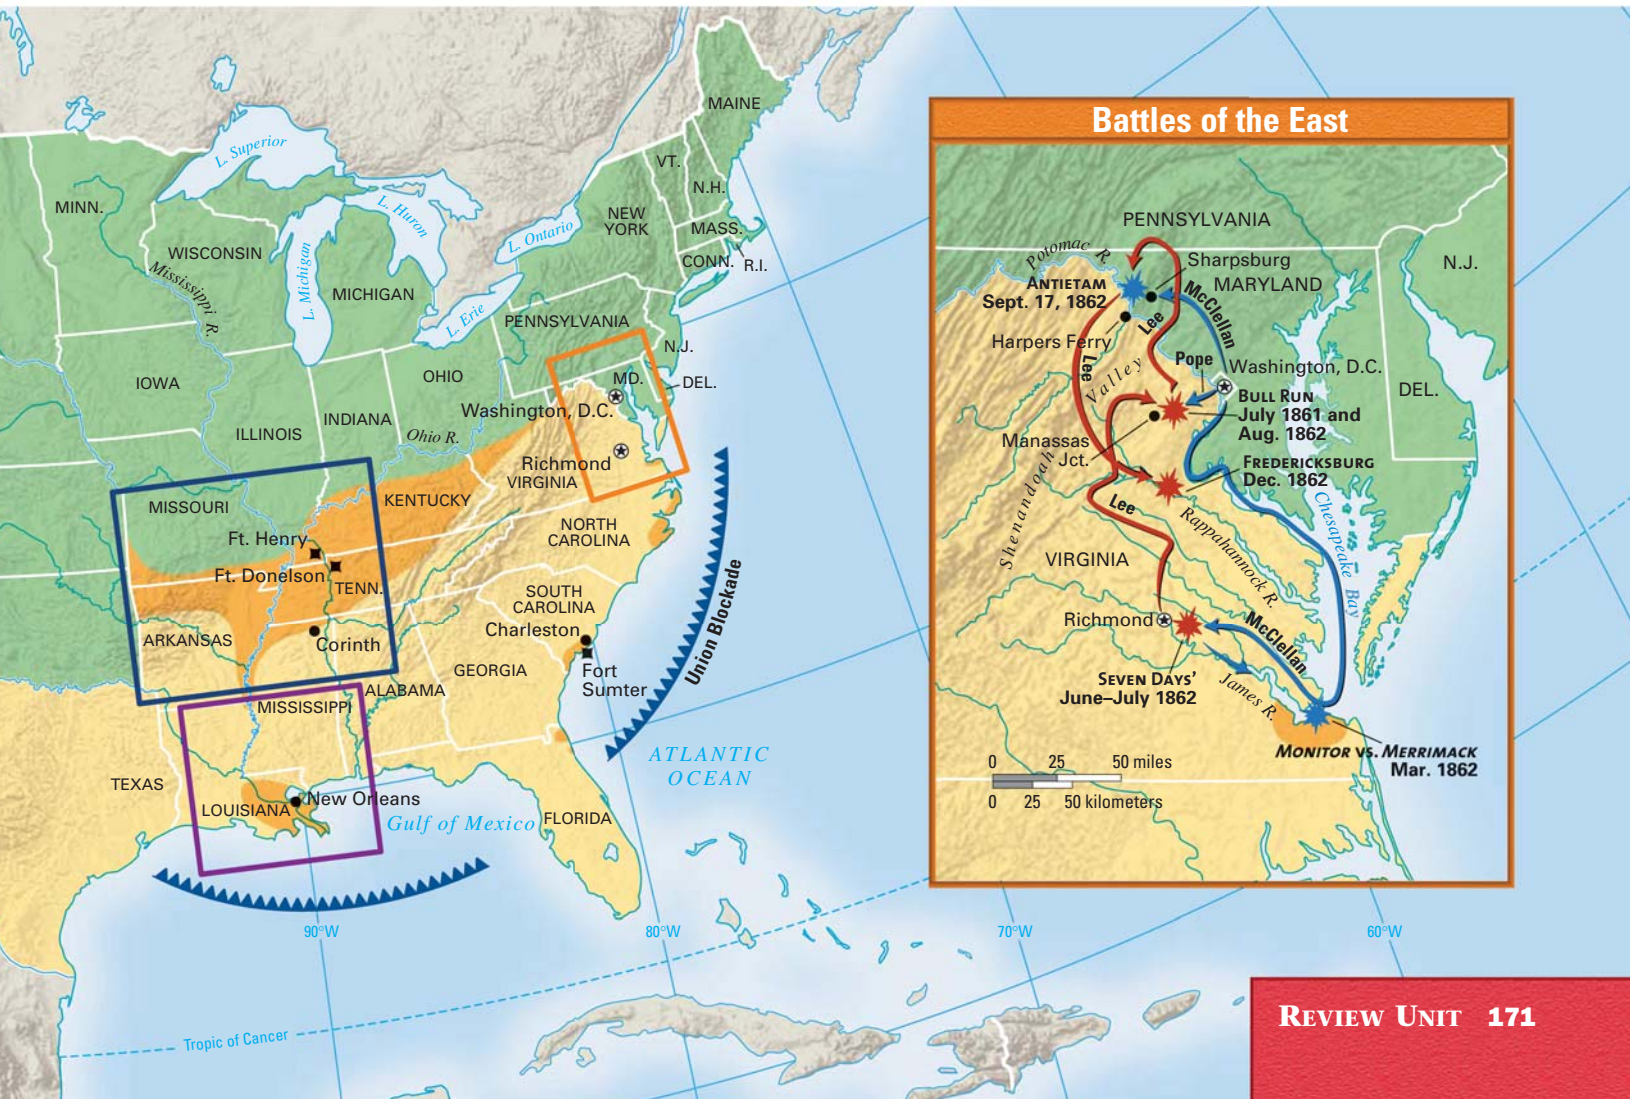 MAINE
VT.
N.H.
NEW
YORK
MASS.
CONN.
R.I.
MINN.
L. Superior
L. Huron
L. Ontario
WISCONSIN
Mississippi R.
L. Michigan
MICHIGAN
L. Erie
PENNSYLVANIA
N.J.
IOWA
OHIO
MD.
DEL.
Washington, D.C.
INDIANA
ILLINOIS
Ohio R.
Richmond
VIRGINIA
MISSOURI
KENTUCKY
Ft. Henry
NORTH
CAROLINA
Ft. Donelson
TENN.
SOUTH
CAROLINA
Charleston
ARKANSAS
Corinth
GEORGIA
Fort
Sumter
Union Blockade
ALABAMA
MISSISSIPPI
TEXAS
ATLANTIC
OCEAN
New Orleans
LOUISIANA
Gulf of Mexico
FLORIDA
90°W
80°W
70°W
60°W
Tropic of Cancer
Battles of the East
PENNSYLVANIA
Potomac R.
Sharpsburg
N.J.
ANTIETAM
Sept. 17, 1862
MARYLAND
McClellan
Lee
Harpers Ferry
Lee
Pope
Washington, D.C.
Shenandoah Valley
BULL RUN
July 1861 and
Aug. 1862
DEL.
Manassas
Jct.
FREDERICKSBURG
Dec. 1862
Lee
Chesapeake Bay
Rappahannock R.
VIRGINIA
Richmond
McClellan
SEVEN DAYS'
June–July 1862
James R.
MONITOR VS. MERRIMACK
Mar. 1862
0 25 50 miles
0 25 50 kilometers
REVIEW UNIT 171